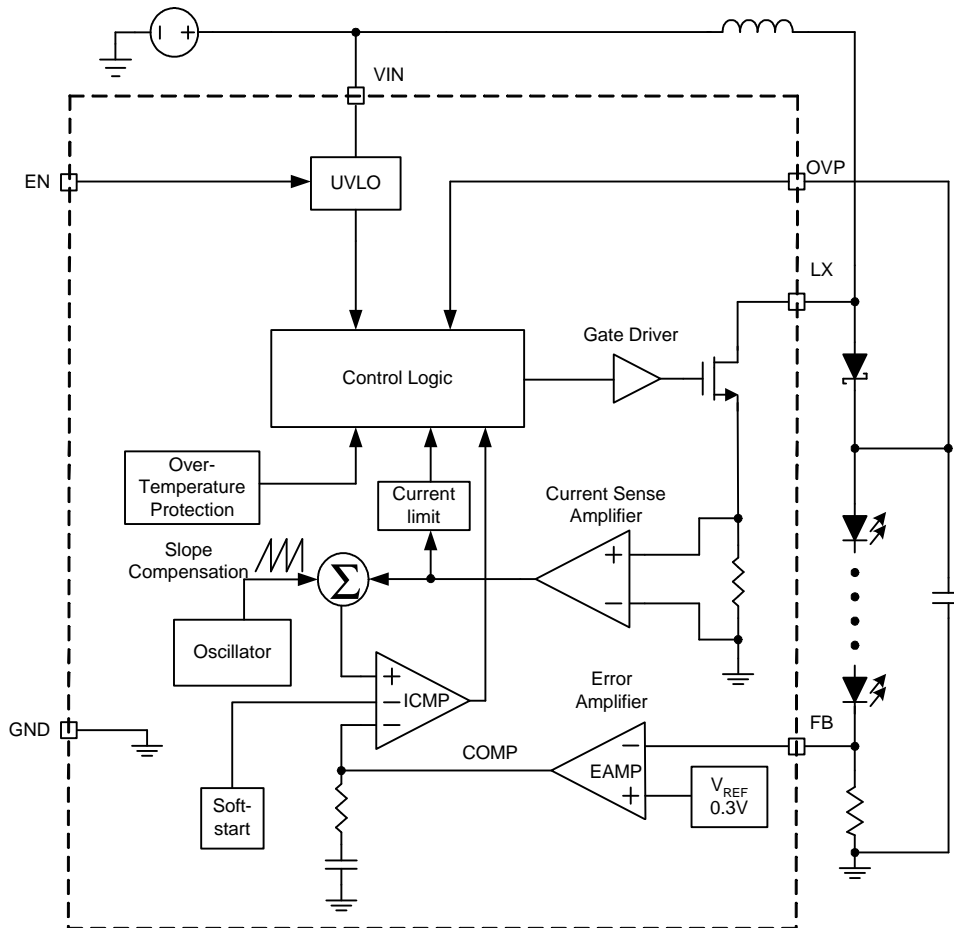 VIN
EN
UVLO
OVP
LX
Gate Driver
Control Logic
Over-
Temperature
Protection
Current
limit
Current Sense
Amplifier
Slope
Compensation
Σ
Oscillator
ICMP
Error
Amplifier
GND
FB
COMP
EAMP
VREF
0.3V
Soft-
start